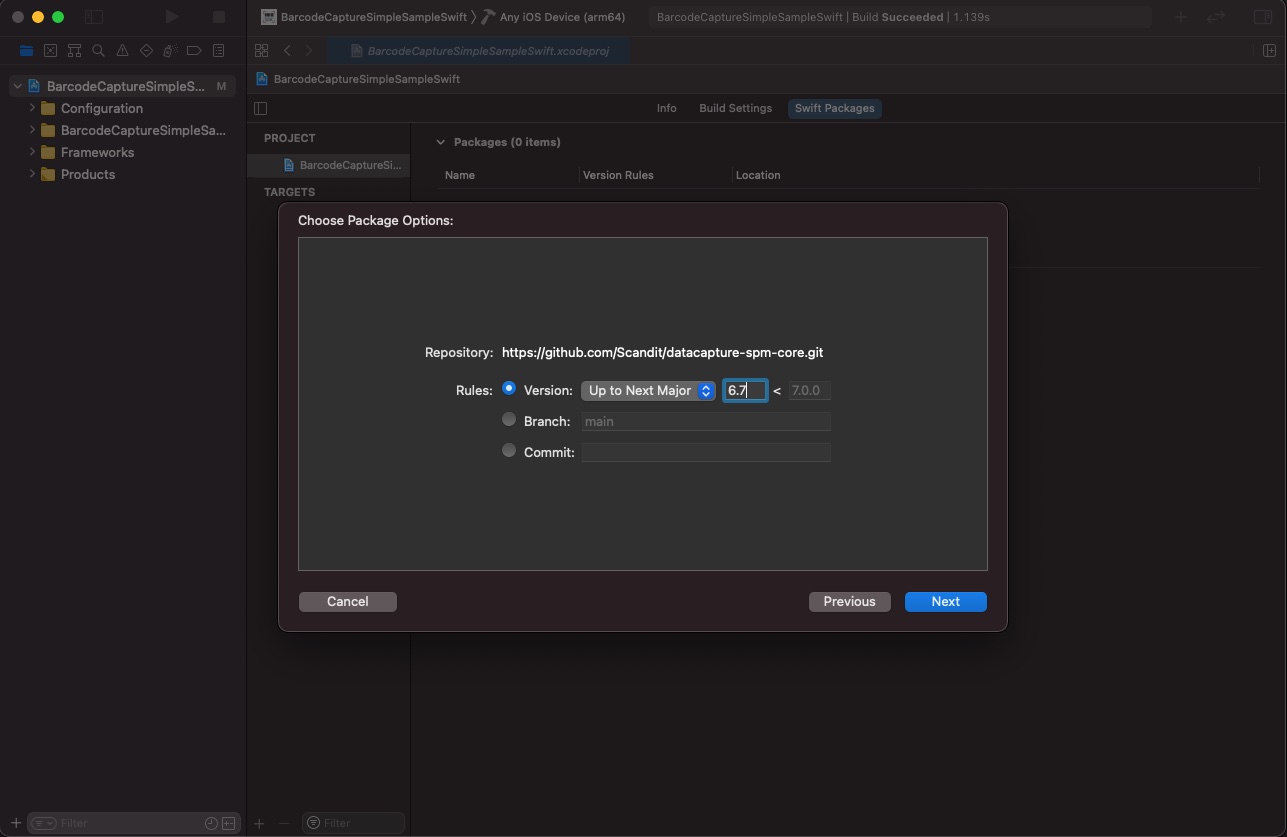 BarcodeCaptureSimpleSampleSwift 〉 Any iOS Device (arm64)
BarcodeCaptureSimpleSampleSwift | Build Succeeded | 1.139s
BarcodeCaptureSimpleSampleSwift.xcodeproj
BarcodeCaptureSimpleS... M
BarcodeCaptureSimpleSampleSwift
Configuration
Info Build Settings Swift Packages
BarcodeCaptureSimpleSa...
Frameworks
Products
PROJECT
BarcodeCaptureSi...
TARGETS
Packages (0 items)
Name Version Rules Location
Choose Package Options:
Repository: https://github.com/Scandit/datacapture-spm-core.git
Rules: Version: Up to Next Major 6.7 < 7.0.0
Branch: main
Commit:
Cancel Previous Next
Filter
Filter